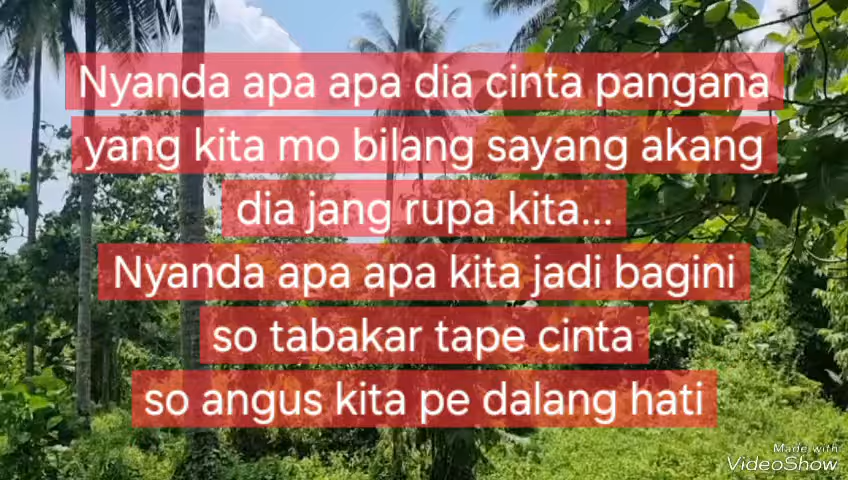 Nyanda apa apa dia cinta pangana
yang kita mo bilang sayang akang
dia jang rupa kita...
Nyanda apa apa kita jadi bagini
so tabakar tape cinta
so angus kita pe dalang hati
Made with
VideoShow